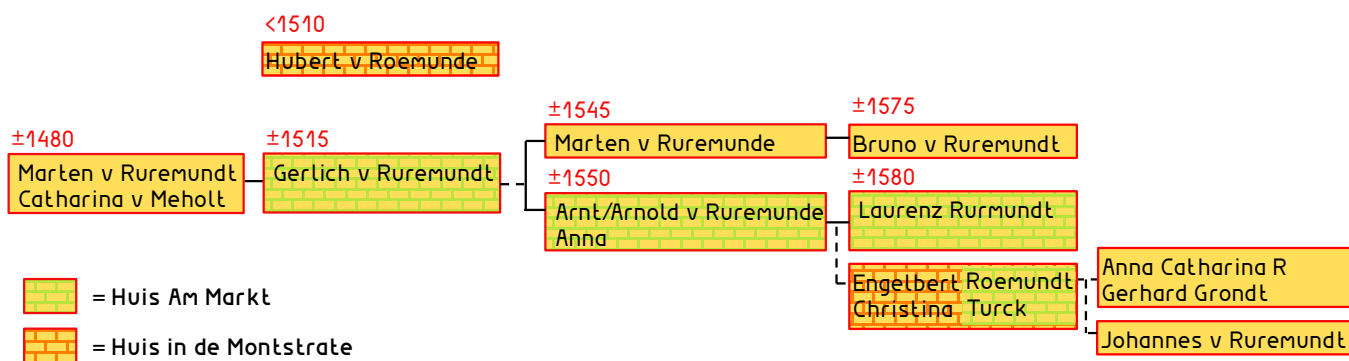 <1510
Hubert v Roemunde
±1480
Marten v Ruremundt
Catharina v Meholt
±1515
Gerlich v Ruremundt
±1545
Marten v Ruremunde
±1575
Bruno v Ruremundt
±1550
Arnt/Arnold v Ruremunde
Anna
±1580
Laurenz Rurmundt
Engelbert Roemundt
Christina Turck
Anna Catharina R
Gerhard Grondt
Johannes v Ruremundt
= Huis Am Markt
= Huis in de Montstrate